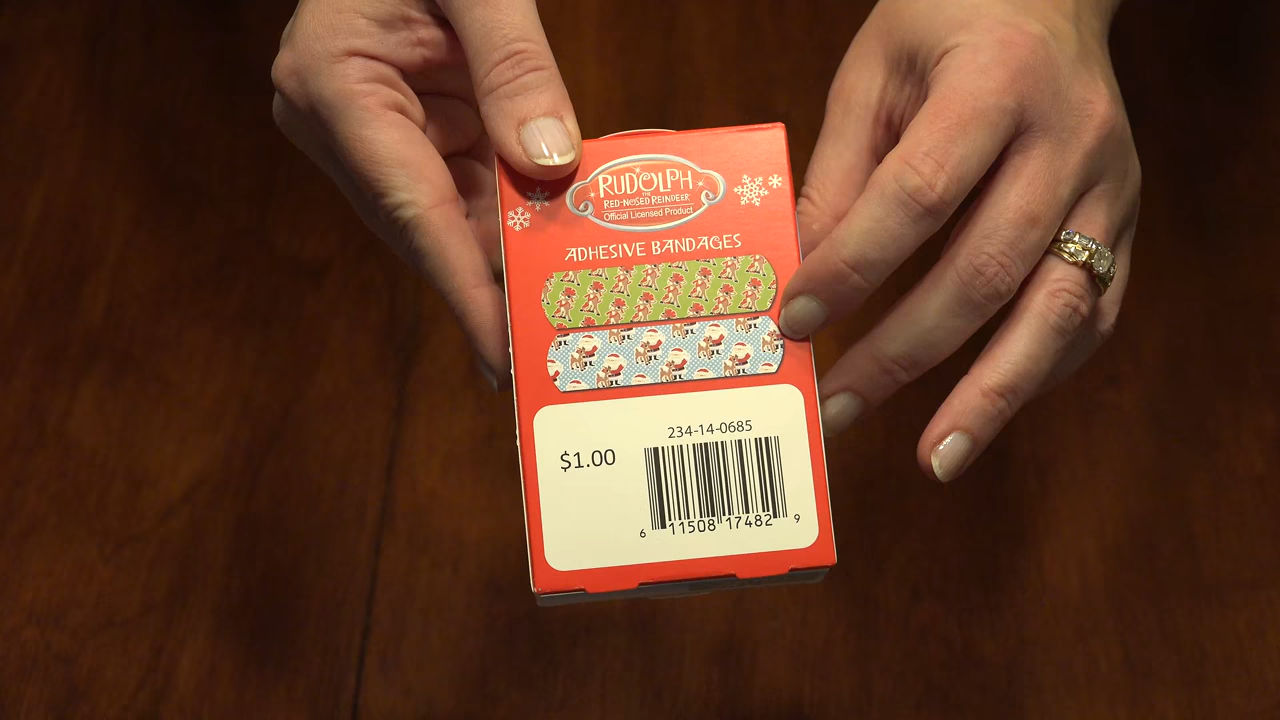 RUDOLPH
THE
RED-NOSED REINDEER
Official Licensed Product
ADHESIVE BANDAGES
234-14-0685
$1.00
6 11508 17482 9